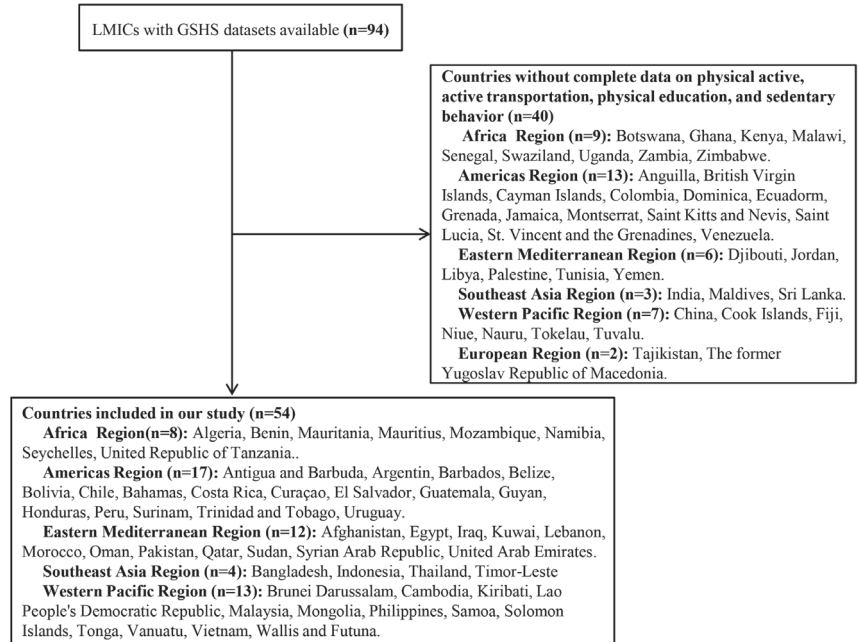 LMICs with GSHS datasets available (n=94)
Countries without complete data on physical active,
active transportation, physical education, and sedentary
behavior (n=40)
Africa Region (n=9): Botswana, Ghana, Kenya, Malawi,
Senegal, Swaziland, Uganda, Zambia, Zimbabwe.
Americas Region (n=13): Anguilla, British Virgin
Islands, Cayman Islands, Colombia, Dominica, Ecuadorm,
Grenada, Jamaica, Montserrat, Saint Kitts and Nevis, Saint
Lucia, St. Vincent and the Grenadines, Venezuela.
Eastern Mediterranean Region (n=6): Djibouti, Jordan,
Libya, Palestine, Tunisia, Yemen.
Southeast Asia Region (n=3): India, Maldives, Sri Lanka.
Western Pacific Region (n=7): China, Cook Islands, Fiji,
Niue, Nauru, Tokelau, Tuvalu.
European Region (n=2): Tajikistan, The former
Yugoslav Republic of Macedonia.
Countries included in our study (n=54)
Africa Region(n=8): Algeria, Benin, Mauritania, Mauritius, Mozambique, Namibia,
Seychelles, United Republic of Tanzania..
Americas Region (n=17): Antigua and Barbuda, Argentin, Barbados, Belize,
Bolivia, Chile, Bahamas, Costa Rica, Curaçao, El Salvador, Guatemala, Guyan,
Honduras, Peru, Surinam, Trinidad and Tobago, Uruguay.
Eastern Mediterranean Region (n=12): Afghanistan, Egypt, Iraq, Kuwai, Lebanon,
Morocco, Oman, Pakistan, Qatar, Sudan, Syrian Arab Republic, United Arab Emirates.
Southeast Asia Region (n=4): Bangladesh, Indonesia, Thailand, Timor-Leste
Western Pacific Region (n=13): Brunei Darussalam, Cambodia, Kiribati, Lao
People's Democratic Republic, Malaysia, Mongolia, Philippines, Samoa, Solomon
Islands, Tonga, Vanuatu, Vietnam, Wallis and Futuna.